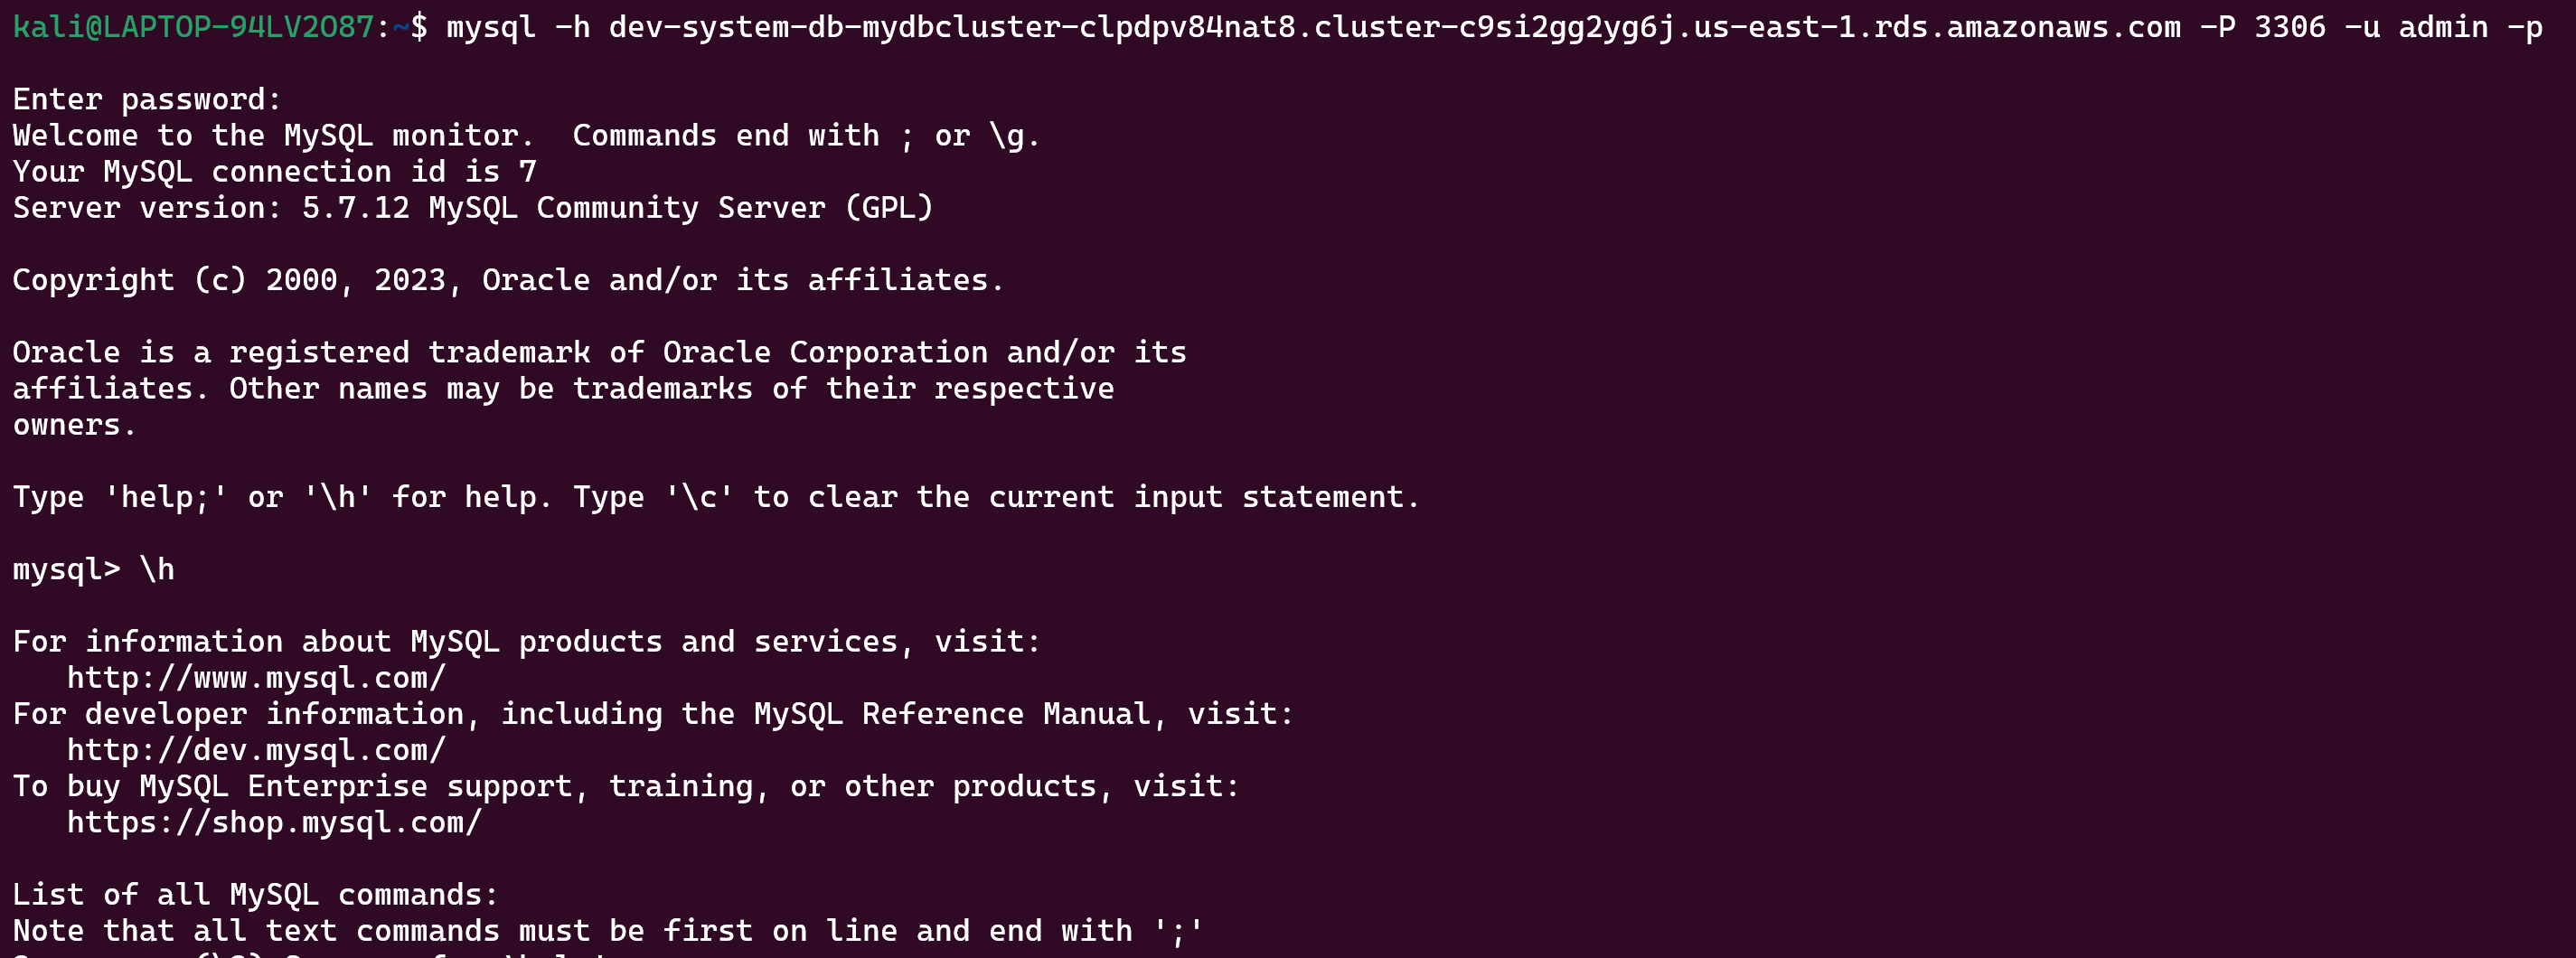 kali@LAPTOP-94LV2O87:~$ mysql -h dev-system-db-mydbcluster-clpdpv84nat8.cluster-c9si2gg2yg6j.us-east-1.rds.amazonaws.com -P 3306 -u admin -p
Enter password:
Welcome to the MySQL monitor.  Commands end with ; or \g.
Your MySQL connection id is 7
Server version: 5.7.12 MySQL Community Server (GPL)
Copyright (c) 2000, 2023, Oracle and/or its affiliates.
Oracle is a registered trademark of Oracle Corporation and/or its
affiliates. Other names may be trademarks of their respective
owners.
Type 'help;' or '\h' for help. Type '\c' to clear the current input statement.
mysql> \h
For information about MySQL products and services, visit:
   http://www.mysql.com/
For developer information, including the MySQL Reference Manual, visit:
   http://dev.mysql.com/
To buy MySQL Enterprise support, training, or other products, visit:
   https://shop.mysql.com/
List of all MySQL commands:
Note that all text commands must be first on line and end with ';'